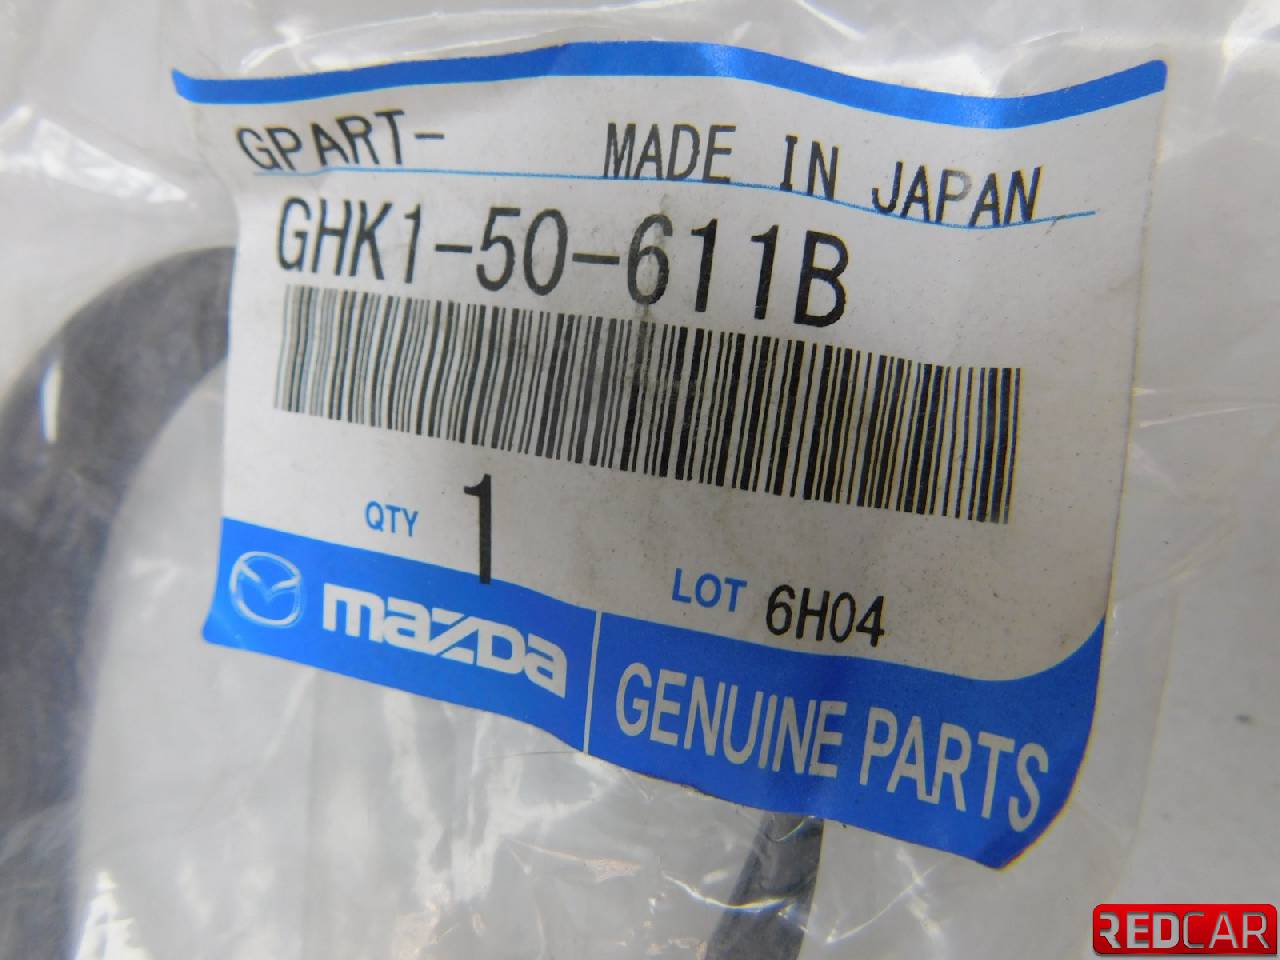 GPART- MADE IN JAPAN
GHK1-50-611B
QTY 1
LOT 6H04
mazda GENUINE PARTS
REDCAR